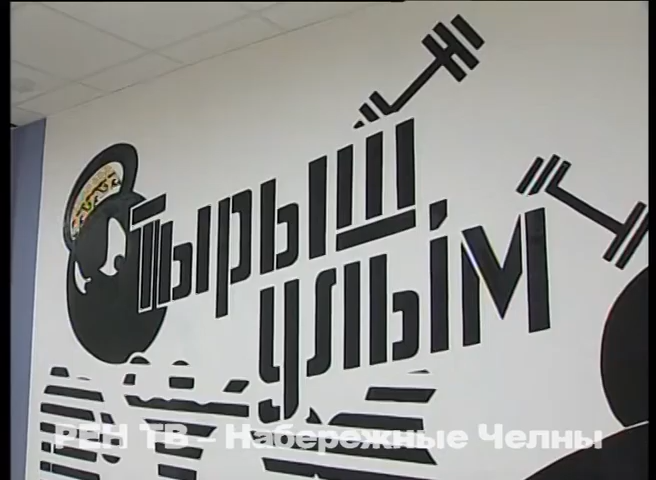 Тырыш
улым
РЕН ТВ – Набережные Челны